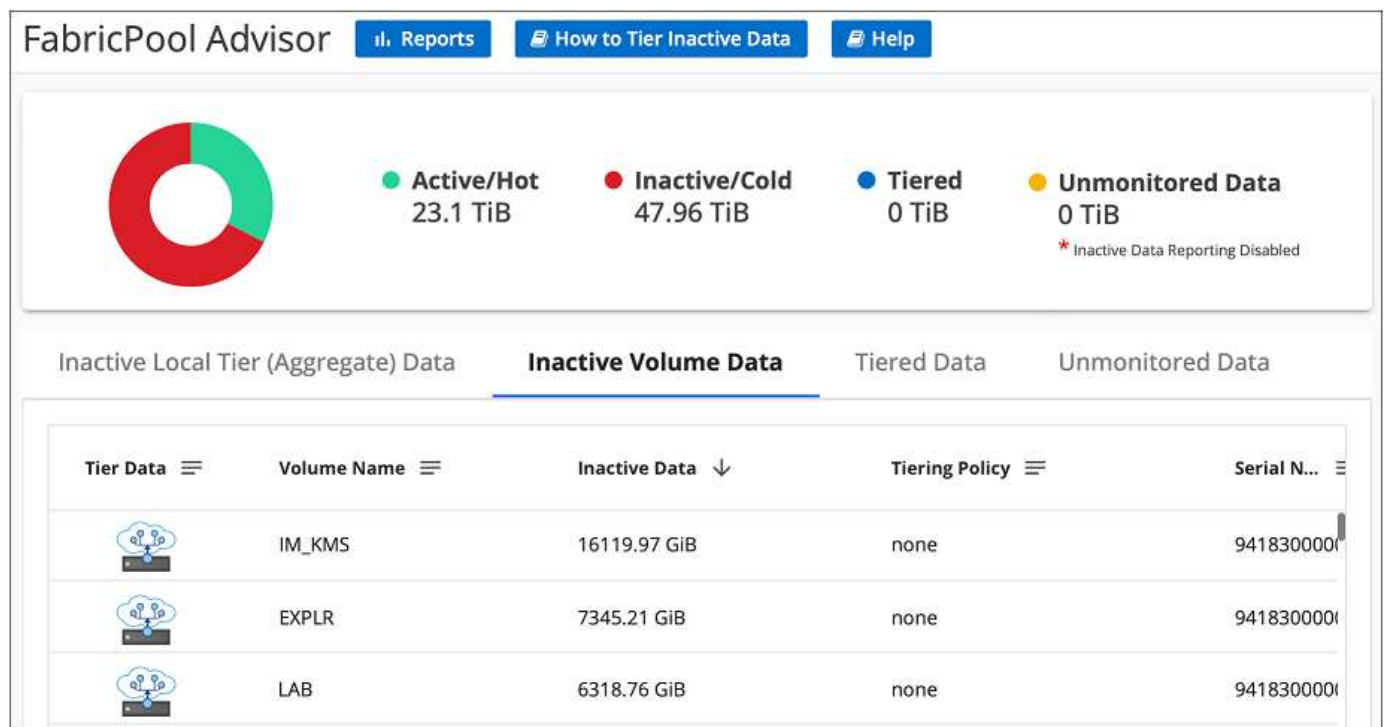 FabricPool Advisor Reports How to Tier Inactive Data Help
Active/Hot Inactive/Cold Tiered Unmonitored Data
23.1 TiB 47.96 TiB 0 TiB 0 TiB
* Inactive Data Reporting Disabled
Inactive Local Tier (Aggregate) Data Inactive Volume Data Tiered Data Unmonitored Data
Tier Data Volume Name Inactive Data Tiering Policy Serial N...
IM_KMS 16119.97 GiB none 9418300000
EXPLR 7345.21 GiB none 9418300000
LAB 6318.76 GiB none 9418300000